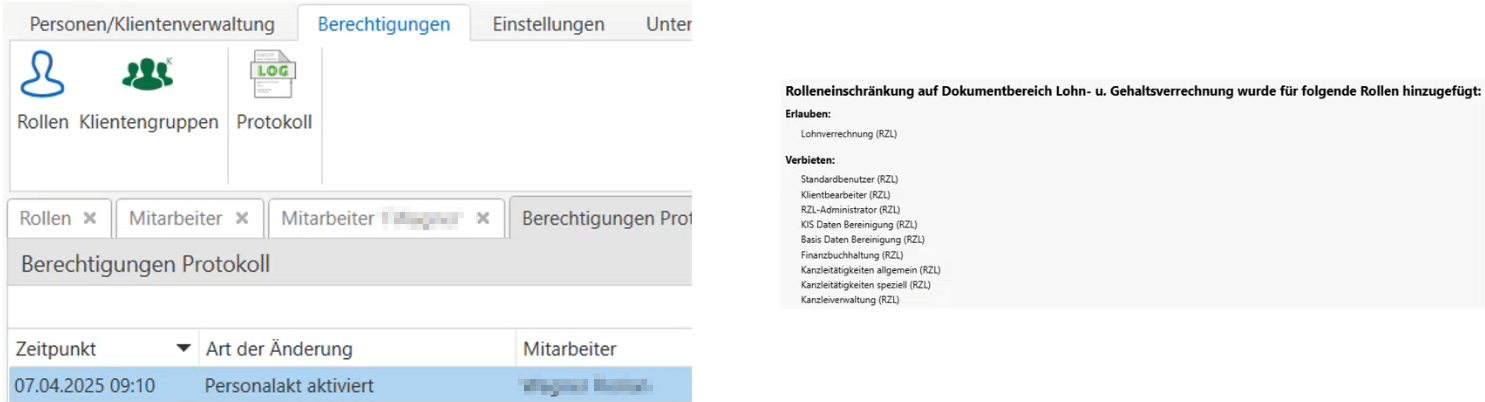 Personen/Klientenverwaltung Berechtigungen Einstellungen Unter
LOG
K
Rollen Klientengruppen Protokoll
Rollen × Mitarbeiter × Mitarbeiter × Berechtigungen Prot
Berechtigungen Protokoll
Zeitpunkt Art der Änderung Mitarbeiter
07.04.2025 09:10 Personalakt aktiviert
Rolleneinschränkung auf Dokumentbereich Lohn- u. Gehaltsverrechnung wurde für folgende Rollen hinzugefügt:
Erlauben:
Lohnverrechnung (RZL)
Verbieten:
Standardbenutzer (RZL)
Klientbearbeiter (RZL)
RZL-Administrator (RZL)
KIS Daten Bereinigung (RZL)
Basis Daten Bereinigung (RZL)
Finanzbuchhaltung (RZL)
Kanzleitätigkeiten allgemein (RZL)
Kanzleitätigkeiten speziell (RZL)
Kanzleiverwaltung (RZL)